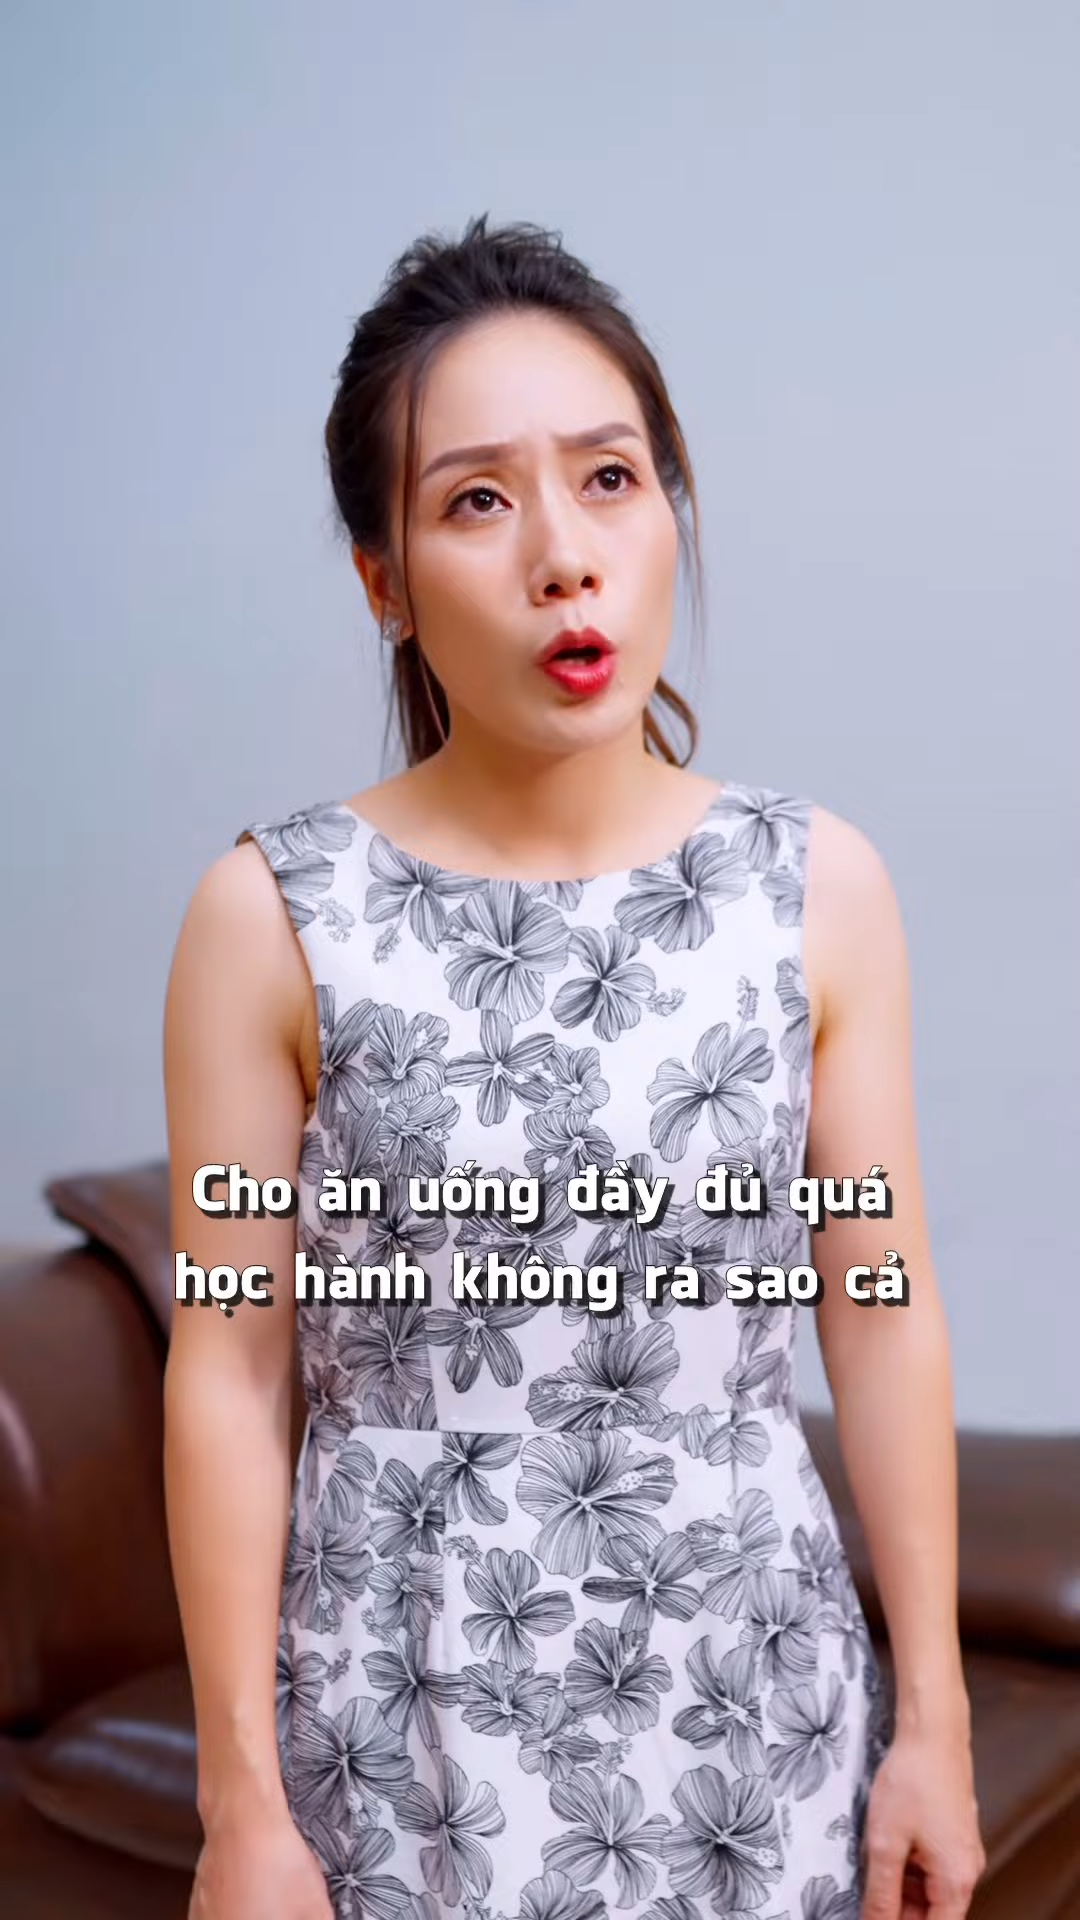 Cho ăn uống đầy đủ quá
học hành không ra sao cả